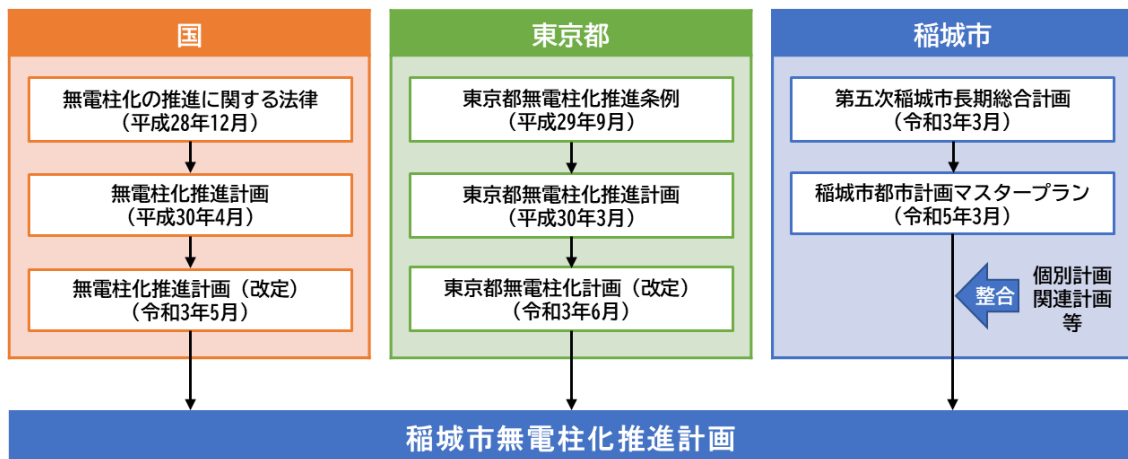 国
無電柱化の推進に関する法律
（平成28年12月）
無電柱化推進計画
（平成30年4月）
無電柱化推進計画（改定）
（令和3年5月）
東京都
東京都無電柱化推進条例
（平成29年9月）
東京都無電柱化推進計画
（平成30年3月）
東京都無電柱化計画（改定）
（令和3年6月）
稲城市
第五次稲城市長期総合計画
（令和3年3月）
稲城市都市計画マスタープラン
（令和5年3月）
整合
個別計画
関連計画
等
稲城市無電柱化推進計画